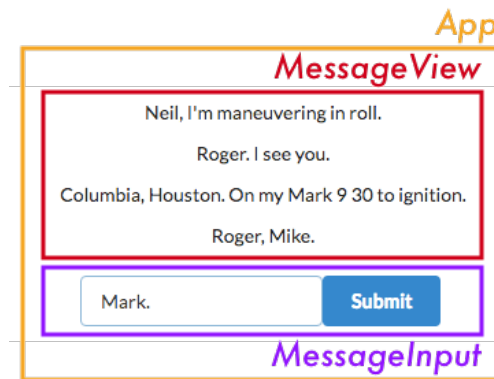 App
MessageView
Neil, I'm maneuvering in roll.
Roger. I see you.
Columbia, Houston. On my Mark 9 30 to ignition.
Roger, Mike.
Mark.
Submit
MessageInput